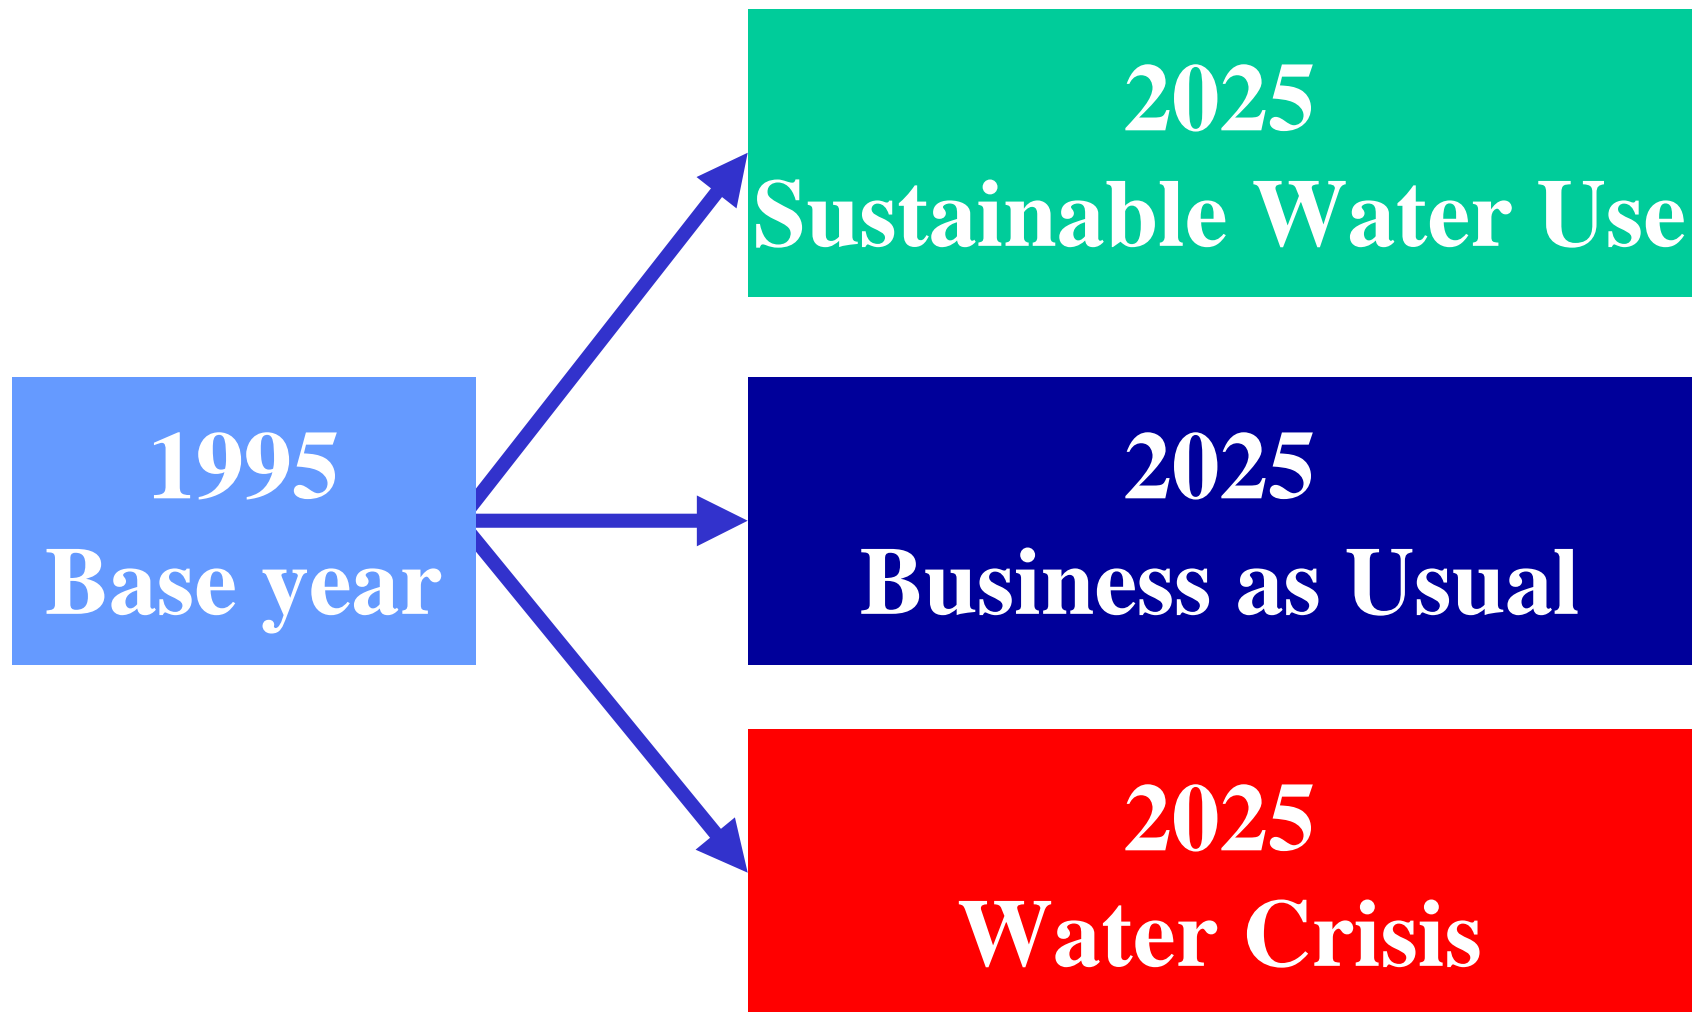 1995
Base year
2025
Sustainable Water Use
2025
Business as Usual
2025
Water Crisis